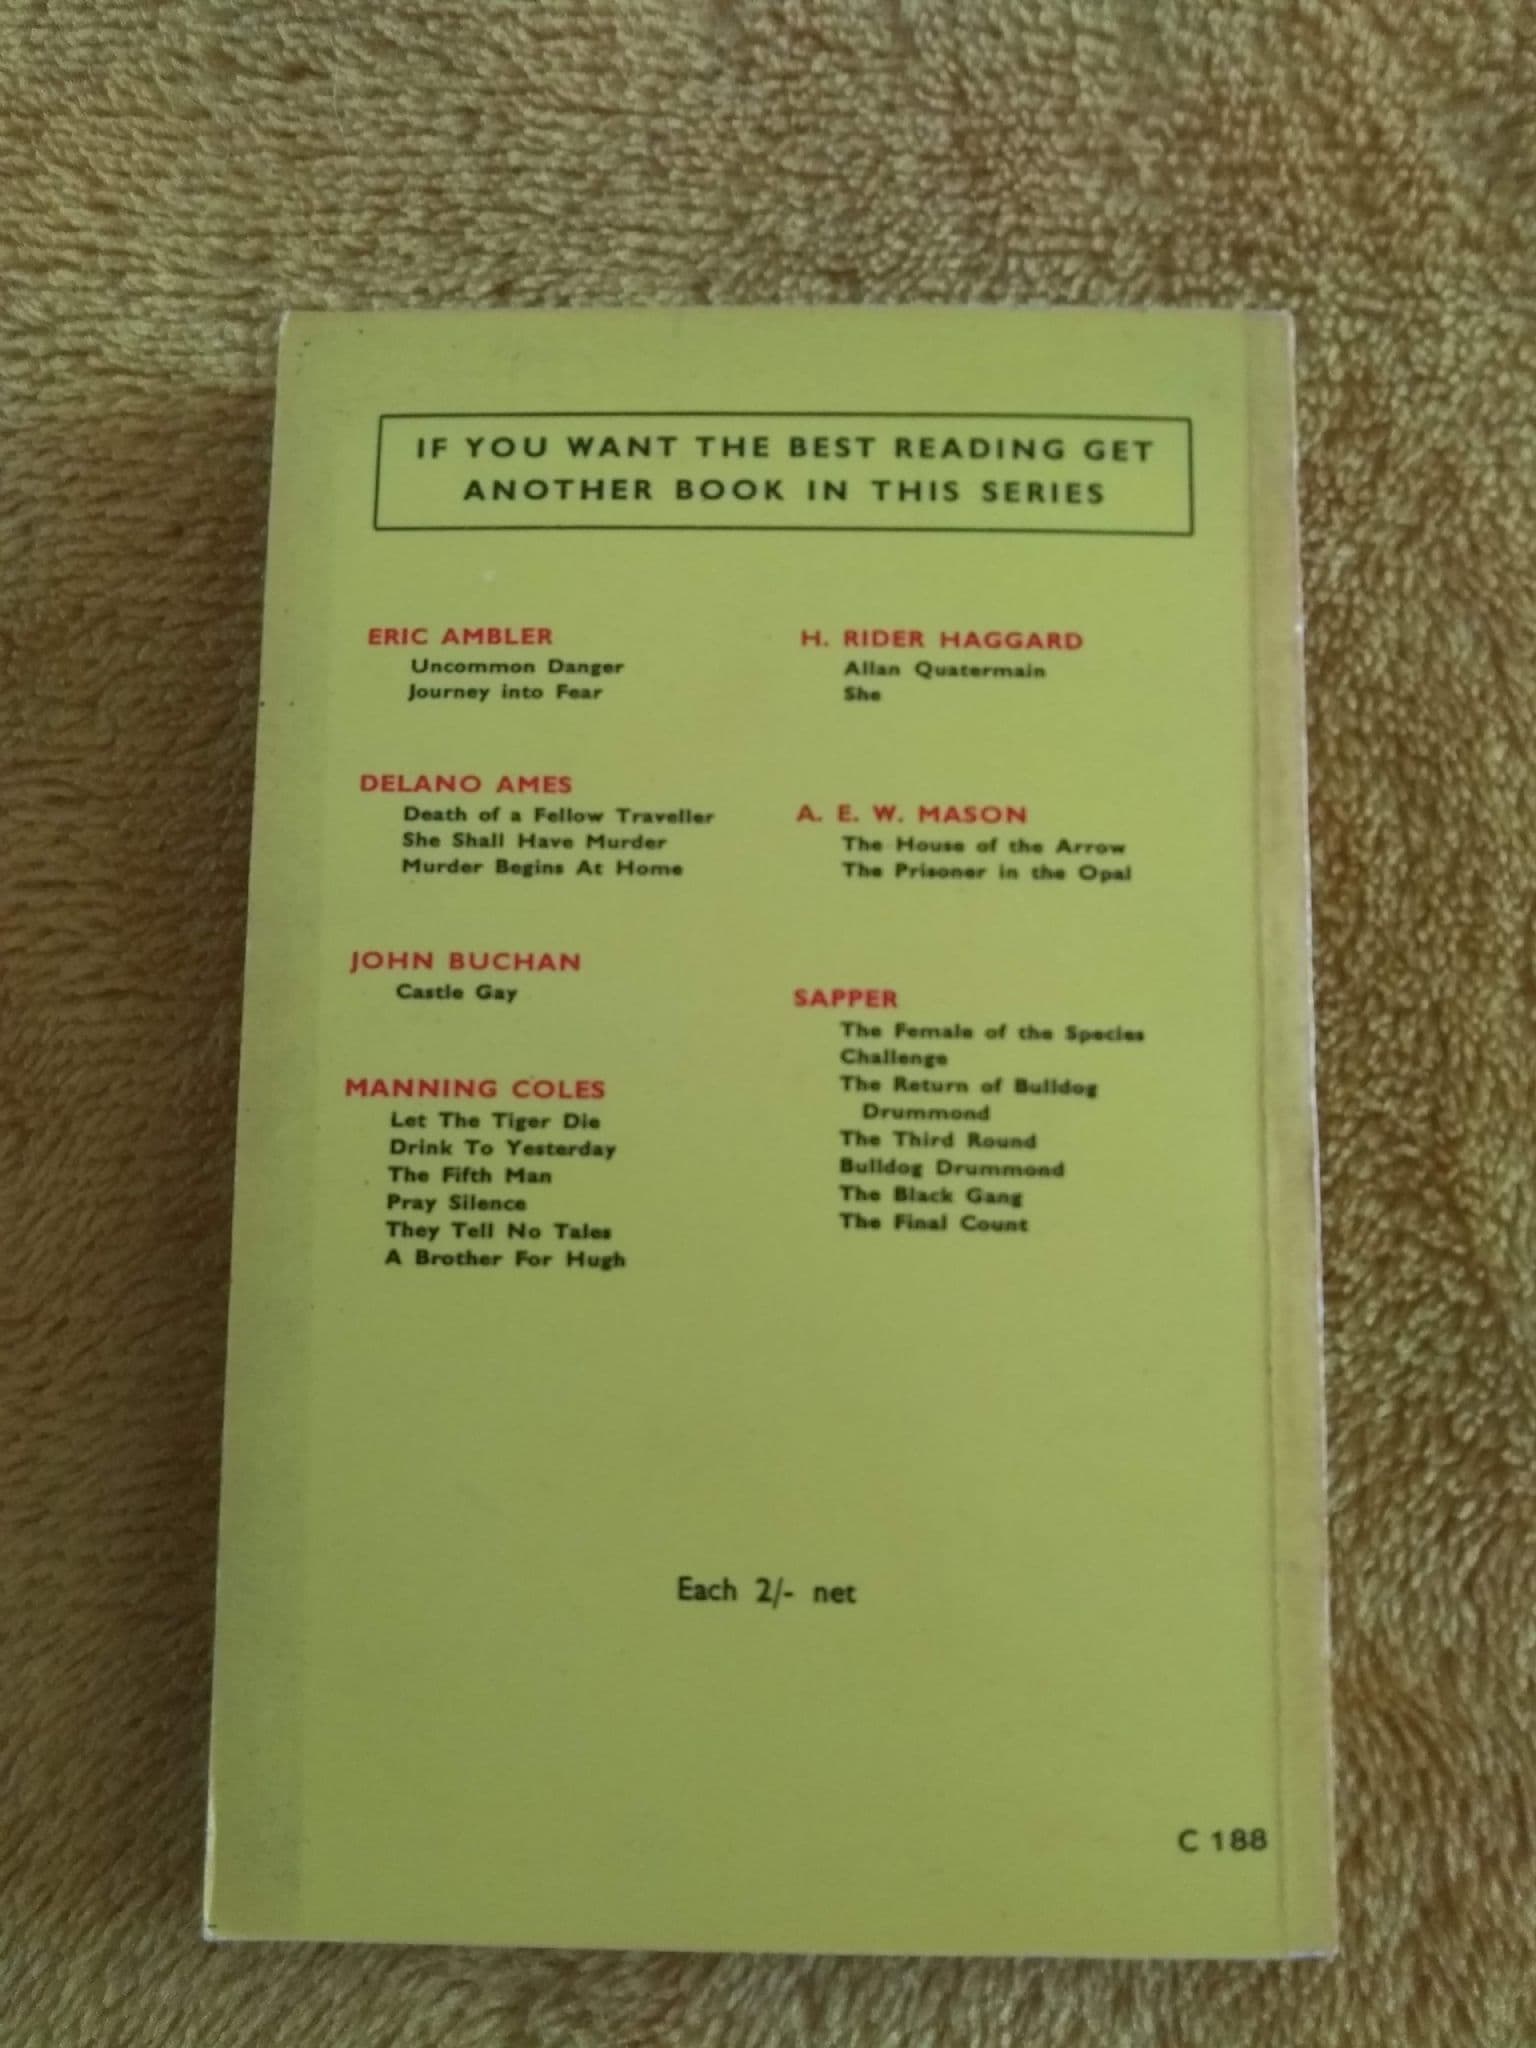 IF YOU WANT THE BEST READING GET
ANOTHER BOOK IN THIS SERIES
ERIC AMBLER
Uncommon Danger
Journey into Fear
DELANO AMES
Death of a Fellow Traveller
She Shall Have Murder
Murder Begins At Home
JOHN BUCHAN
Castle Gay
MANNING COLES
Let The Tiger Die
Drink To Yesterday
The Fifth Man
Pray Silence
They Tell No Tales
A Brother For Hugh
H. RIDER HAGGARD
Allan Quatermain
She
A. E. W. MASON
The House of the Arrow
The Prisoner in the Opal
SAPPER
The Female of the Species
Challenge
The Return of Bulldog
Drummond
The Third Round
Bulldog Drummond
The Black Gang
The Final Count
Each 2/- net
C 188